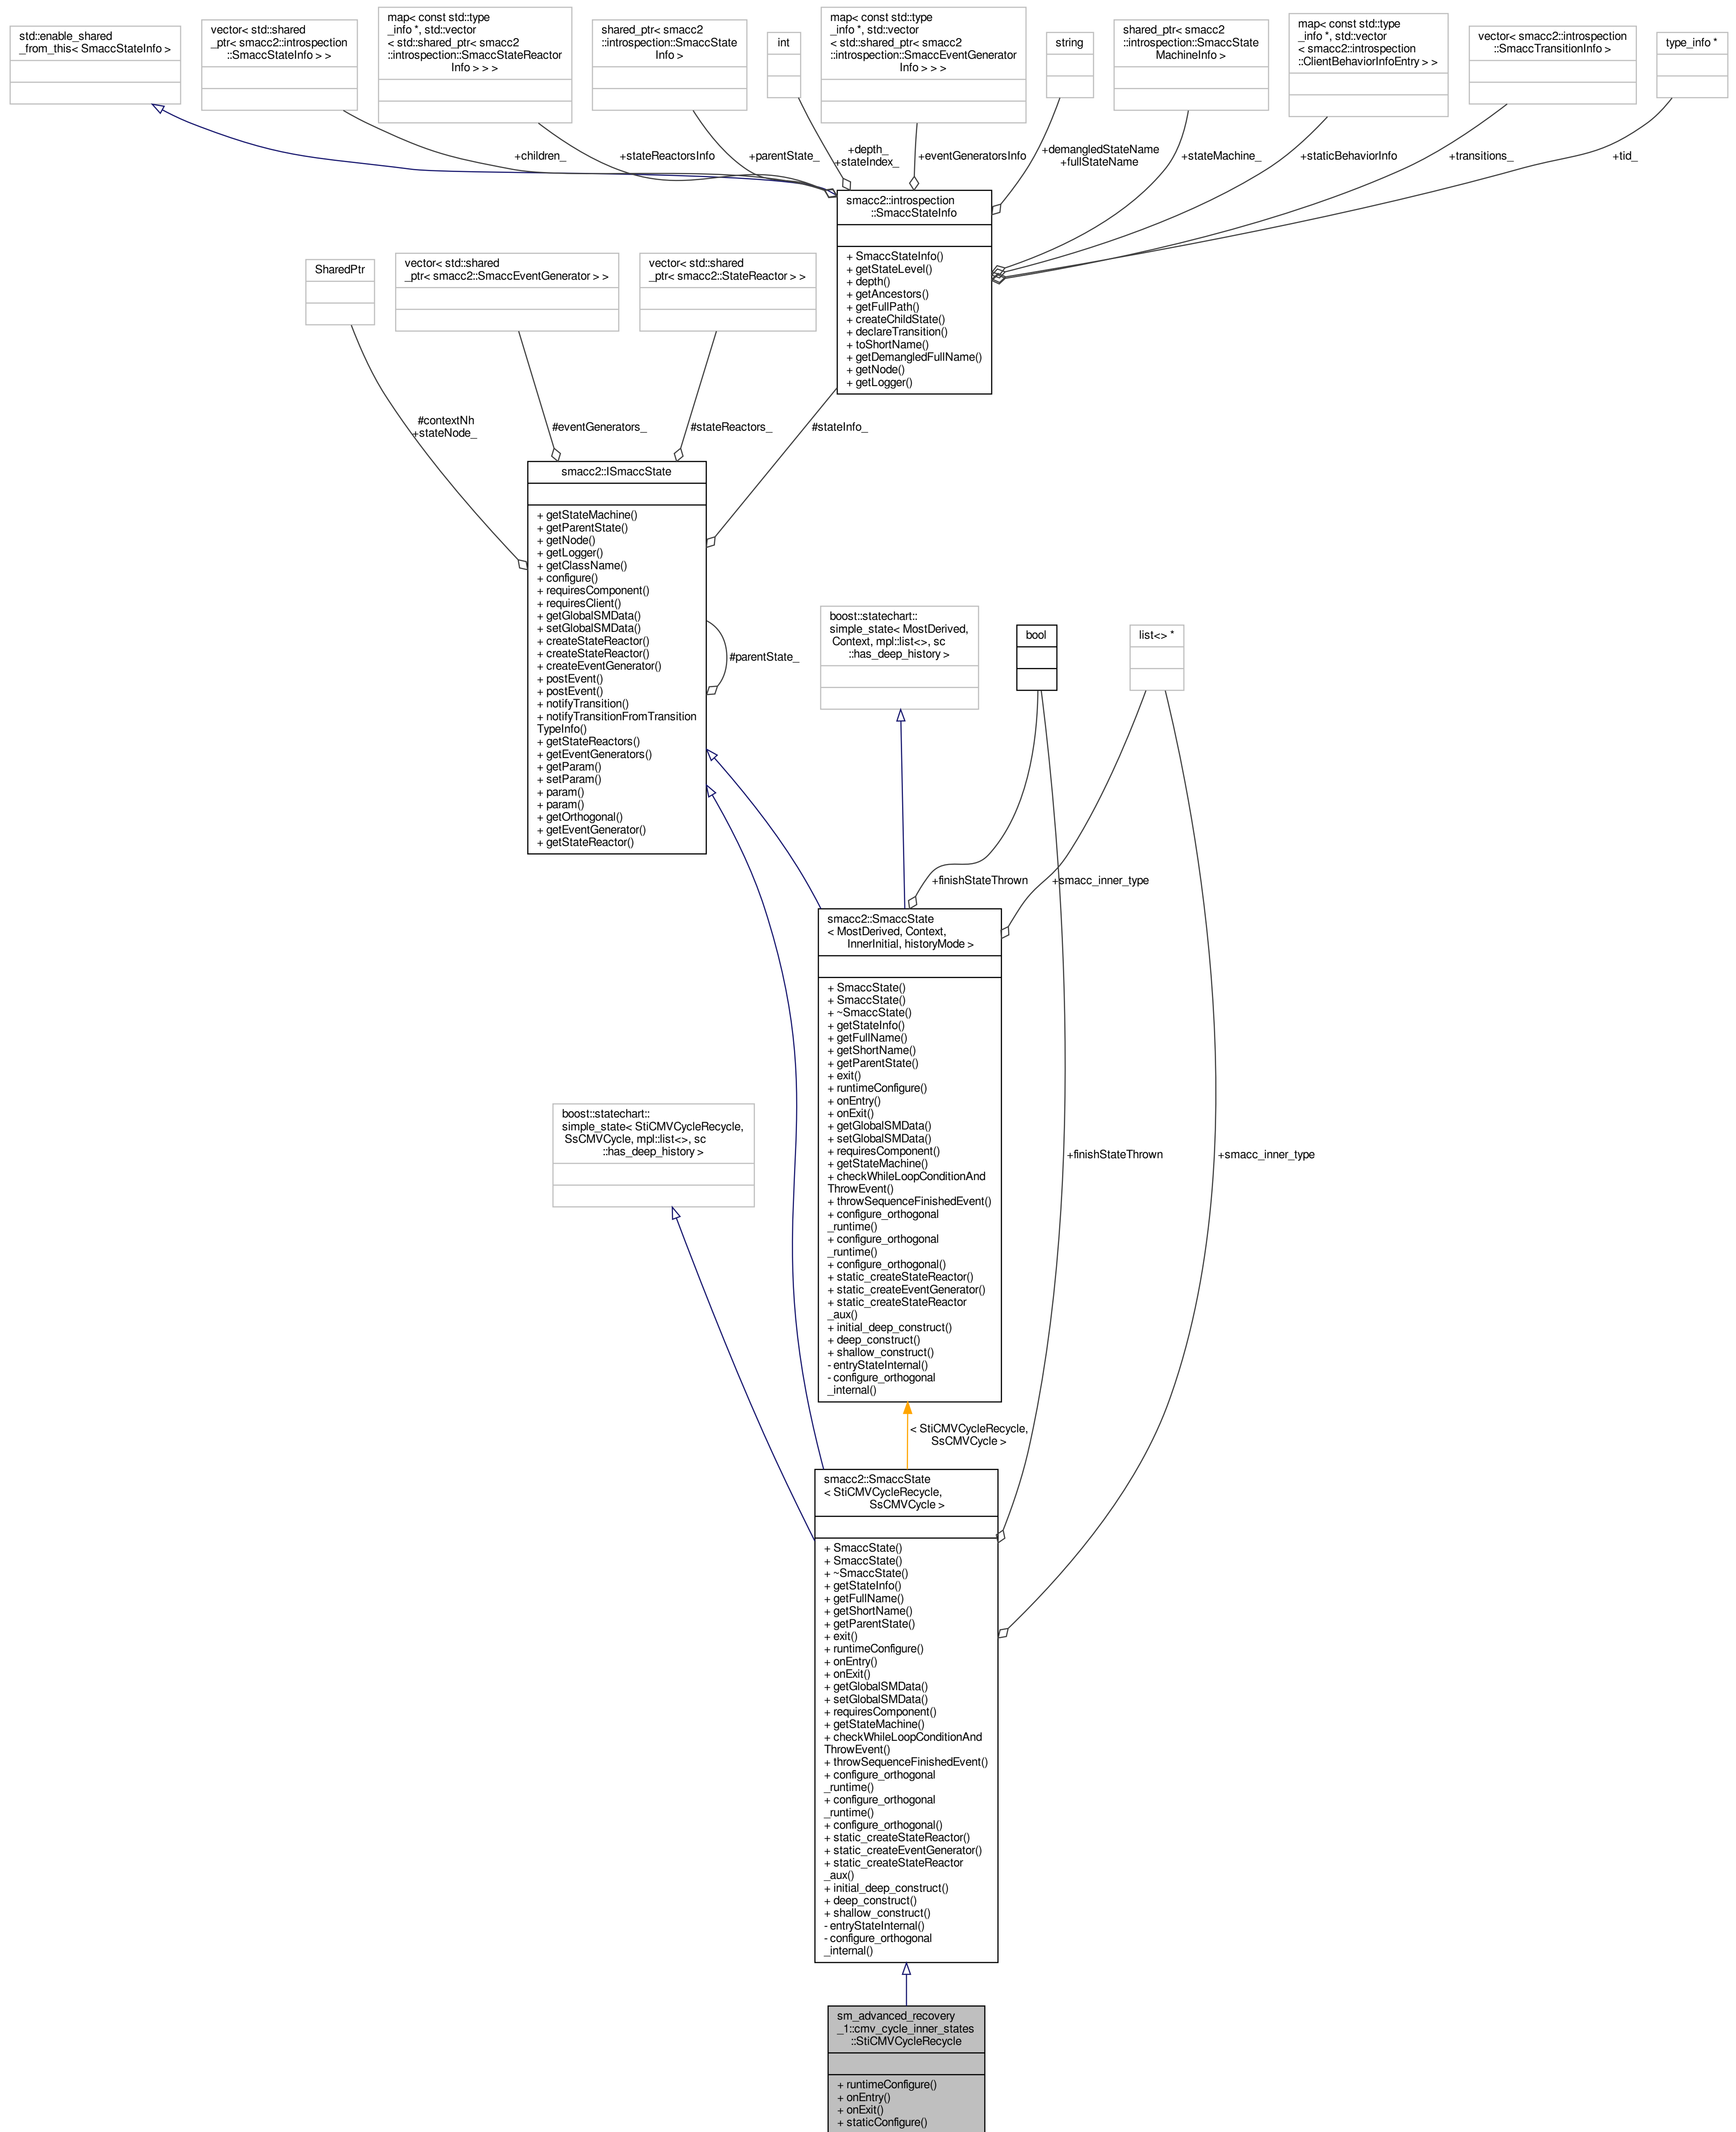 std::enable_shared
_from_this< SmaccStateInfo >
vector< std::shared
_ptr< smacc2::introspection
::SmaccStateInfo > >
map< const std::type
_info *, std::vector
< std::shared_ptr< smacc2
::introspection::SmaccStateReactor
Info > > >
shared_ptr< smacc2
::introspection::SmaccState
Info >
int
map< const std::type
_info *, std::vector
< std::shared_ptr< smacc2
::introspection::SmaccEventGenerator
Info > > >
string
shared_ptr< smacc2
::introspection::SmaccState
MachineInfo >
map< const std::type
_info *, std::vector
< smacc2::introspection
::ClientBehaviorInfoEntry > >
vector< smacc2::introspection
::SmaccTransitionInfo >
type_info *
+children_
+stateReactorsInfo
+parentState_
+depth_
+stateIndex_
+eventGeneratorsInfo
+demangledStateName
+fullStateName
+stateMachine_
+staticBehaviorInfo
+transitions_
+tid_
smacc2::introspection
::SmaccStateInfo
+ SmaccStateInfo()
+ getStateLevel()
+ depth()
+ getAncestors()
+ getFullPath()
+ createChildState()
+ declareTransition()
+ toShortName()
+ getDemangledFullName()
+ getNode()
+ getLogger()
SharedPtr
vector< std::shared
_ptr< smacc2::SmaccEventGenerator > >
vector< std::shared
_ptr< smacc2::StateReactor > >
#contextNh
+stateNode_
#eventGenerators_
#stateReactors_
#stateInfo_
smacc2::ISmaccState
+ getStateMachine()
+ getParentState()
+ getNode()
+ getLogger()
+ getClassName()
+ configure()
+ requiresComponent()
+ requiresClient()
+ getGlobalSMData()
+ setGlobalSMData()
+ createStateReactor()
+ createStateReactor()
+ createEventGenerator()
+ postEvent()
+ postEvent()
+ notifyTransition()
+ notifyTransitionFromTransition
TypeInfo()
+ getStateReactors()
+ getEventGenerators()
+ getParam()
+ setParam()
+ param()
+ param()
+ getOrthogonal()
+ getEventGenerator()
+ getStateReactor()
#parentState_
boost::statechart::
simple_state< MostDerived,
Context, mpl::list<>, sc
::has_deep_history >
bool
list<> *
+finishStateThrown
+smacc_inner_type
smacc2::SmaccState
< MostDerived, Context,
InnerInitial, historyMode >
+ SmaccState()
+ SmaccState()
+ ~SmaccState()
+ getStateInfo()
+ getFullName()
+ getShortName()
+ getParentState()
+ exit()
+ runtimeConfigure()
+ onEntry()
+ onExit()
+ getGlobalSMData()
+ setGlobalSMData()
+ requiresComponent()
+ getStateMachine()
+ checkWhileLoopConditionAnd
ThrowEvent()
+ throwSequenceFinishedEvent()
+ configure_orthogonal
_runtime()
+ configure_orthogonal
_runtime()
+ configure_orthogonal()
+ static_createStateReactor()
+ static_createEventGenerator()
+ static_createStateReactor
_aux()
+ initial_deep_construct()
+ deep_construct()
+ shallow_construct()
- entryStateInternal()
- configure_orthogonal
_internal()
boost::statechart::
simple_state< StiCMVCycleRecycle,
SsCMVCycle, mpl::list<>, sc
::has_deep_history >
+finishStateThrown
+smacc_inner_type
< StiCMVCycleRecycle,
SsCMVCycle >
smacc2::SmaccState
< StiCMVCycleRecycle,
SsCMVCycle >
+ SmaccState()
+ SmaccState()
+ ~SmaccState()
+ getStateInfo()
+ getFullName()
+ getShortName()
+ getParentState()
+ exit()
+ runtimeConfigure()
+ onEntry()
+ onExit()
+ getGlobalSMData()
+ setGlobalSMData()
+ requiresComponent()
+ getStateMachine()
+ checkWhileLoopConditionAnd
ThrowEvent()
+ throwSequenceFinishedEvent()
+ configure_orthogonal
_runtime()
+ configure_orthogonal
_runtime()
+ configure_orthogonal()
+ static_createStateReactor()
+ static_createEventGenerator()
+ static_createStateReactor
_aux()
+ initial_deep_construct()
+ deep_construct()
+ shallow_construct()
- entryStateInternal()
- configure_orthogonal
_internal()
sm_advanced_recovery
_1::cmv_cycle_inner_states
::StiCMVCycleRecycle
+ runtimeConfigure()
+ onEntry()
+ onExit()
+ staticConfigure()